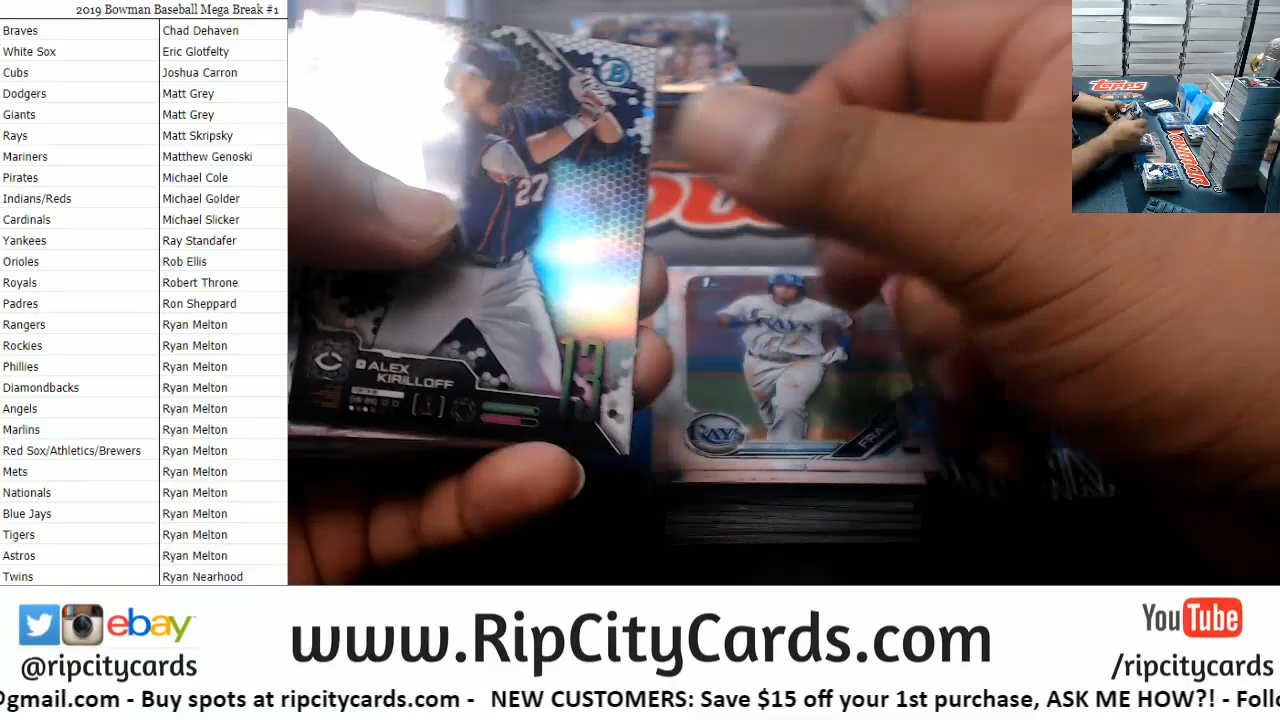 2019 Bowman Baseball Mega Break #1
Braves Chad Dehaven
White Sox Eric Glotfelty
Cubs Joshua Carron
Dodgers Matt Grey
Giants Matt Grey
Rays Matt Skripsky
Mariners Matthew Genoski
Pirates Michael Cole
Indians/Reds Michael Golder
Cardinals Michael Slicker
Yankees Ray Standafer
Orioles Rob Ellis
Royals Robert Throne
Padres Ron Sheppard
Rangers Ryan Melton
Rockies Ryan Melton
Phillies Ryan Melton
Diamondbacks Ryan Melton
Angels Ryan Melton
Marlins Ryan Melton
Red Sox/Athletics/Brewers Ryan Melton
Mets Ryan Melton
Nationals Ryan Melton
Blue Jays Ryan Melton
Tigers Ryan Melton
Astros Ryan Melton
Twins Ryan Nearhood
B
27
ALEX
KIRILLOFF
13
RAYS
RAYS
FRA
Topps
BOWMAN
ebay
@ripcitycards
www.RipCityCards.com
YouTube
/ripcitycards
@gmail.com - Buy spots at ripcitycards.com - NEW CUSTOMERS: Save $15 off your 1st purchase, ASK ME HOW?! - Follo